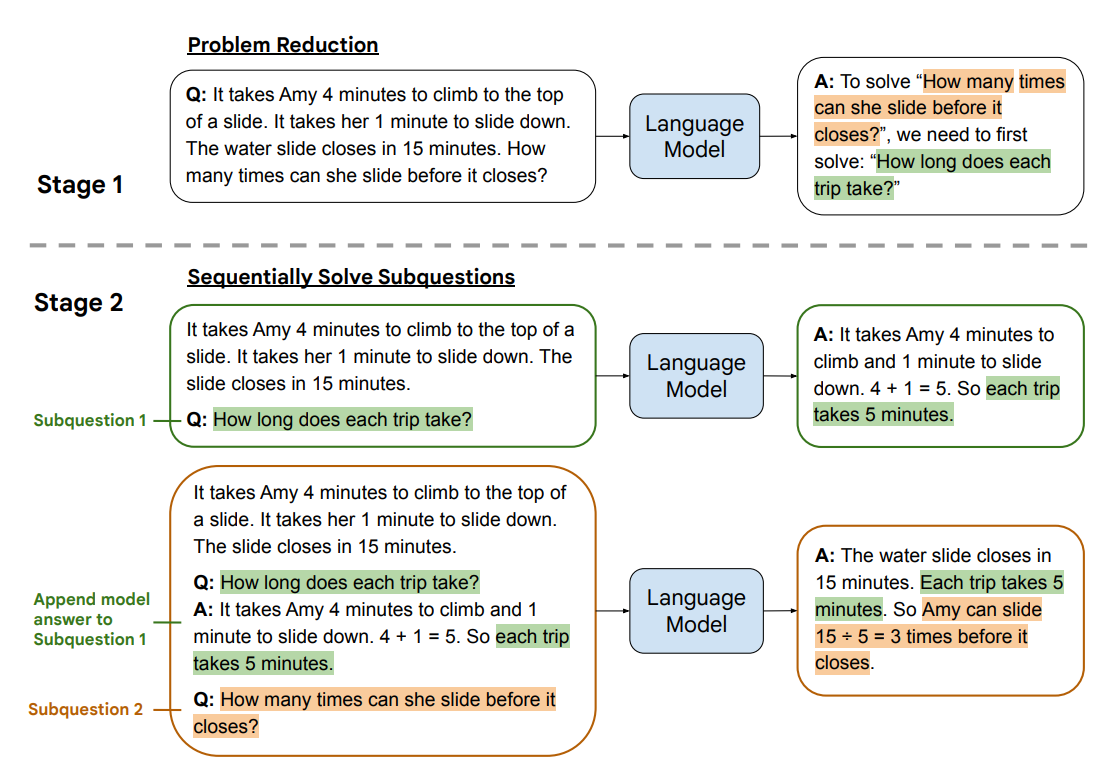 Problem Reduction
Q: It takes Amy 4 minutes to climb to the top
of a slide. It takes her 1 minute to slide down.
The water slide closes in 15 minutes. How
many times can she slide before it closes?
Language
Model
A: To solve “How many times
can she slide before it
closes?”, we need to first
solve: “How long does each
trip take?”
Stage 1
Sequentially Solve Subquestions
Stage 2
It takes Amy 4 minutes to climb to the top of a
slide. It takes her 1 minute to slide down. The
slide closes in 15 minutes.
Subquestion 1
Q: How long does each trip take?
Language
Model
A: It takes Amy 4 minutes to
climb and 1 minute to slide
down. 4 + 1 = 5. So each trip
takes 5 minutes.
It takes Amy 4 minutes to climb to the top of
a slide. It takes her 1 minute to slide down.
The slide closes in 15 minutes.
Append model
answer to
Subquestion 1
Q: How long does each trip take?
A: It takes Amy 4 minutes to climb and 1
minute to slide down. 4 + 1 = 5. So each trip
takes 5 minutes.
Subquestion 2
Q: How many times can she slide before it
closes?
Language
Model
A: The water slide closes in
15 minutes. Each trip takes 5
minutes. So Amy can slide
15 ÷ 5 = 3 times before it
closes.